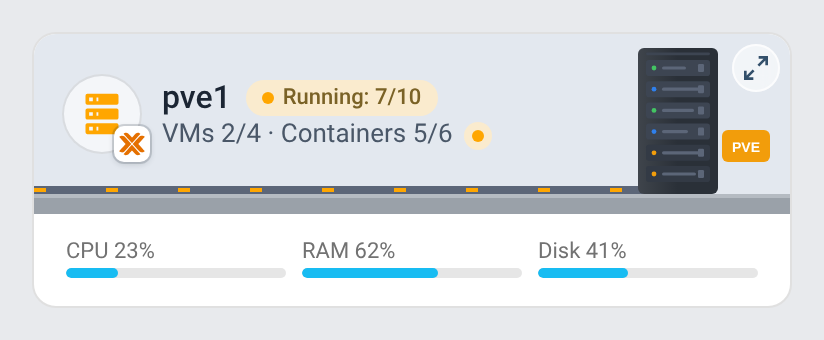 pve1
Running: 7/10
VMs 2/4 · Containers 5/6
PVE
CPU 23%
RAM 62%
Disk 41%